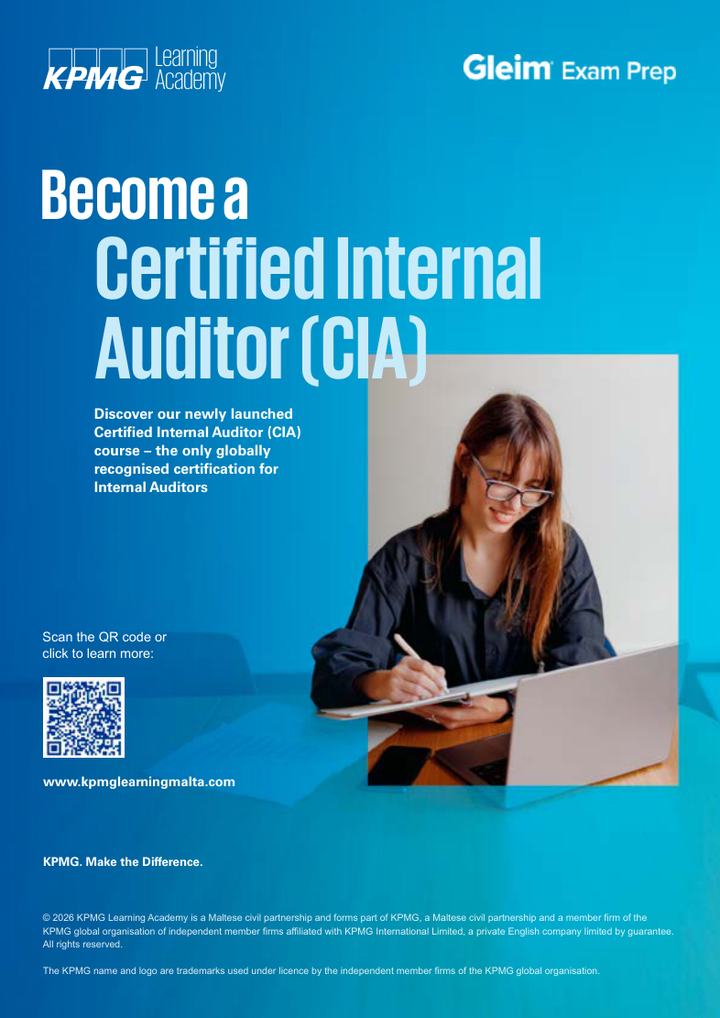 KPMG Learning
Academy
Gleim® Exam Prep
Become a
Certified Internal
Auditor (CIA)
Discover our newly launched
Certified Internal Auditor (CIA)
course – the only globally
recognised certification for
Internal Auditors
Scan the QR code or
click to learn more:
www.kpmglearningmalta.com
KPMG. Make the Difference.
© 2026 KPMG Learning Academy is a Maltese civil partnership and forms part of KPMG, a Maltese civil partnership and a member firm of the
KPMG global organisation of independent member firms affiliated with KPMG International Limited, a private English company limited by guarantee.
All rights reserved.
The KPMG name and logo are trademarks used under licence by the independent member firms of the KPMG global organisation.